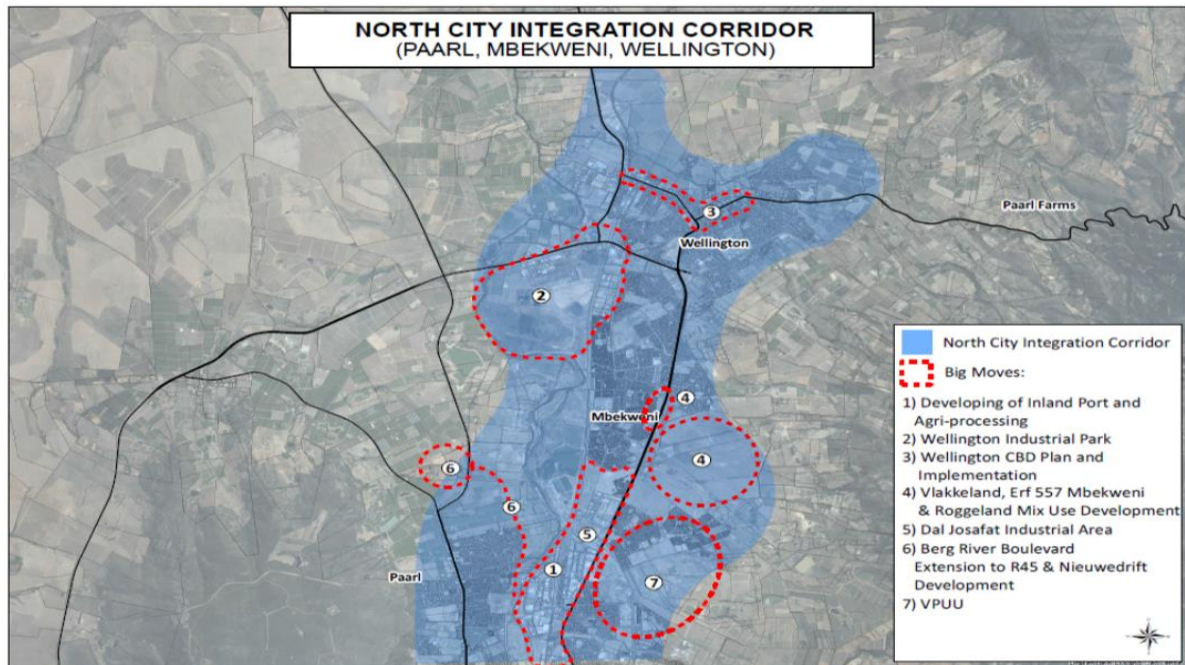 NORTH CITY INTEGRATION CORRIDOR
(PAARL, MBEKWENI, WELLINGTON)
Paarl Farms
3
Wellington
2
North City Integration Corridor
Big Moves:
1) Developing of Inland Port and
Agri-processing
2) Wellington Industrial Park
3) Wellington CBD Plan and
Implementation
4) Vlakkeland, Erf 557 Mbekweni
& Roggeland Mix Use Development
5) Dal Josafat Industrial Area
6) Berg River Boulevard
Extension to R45 & Nieuwedrift
Development
7) VPUU
4
Mbekweni
4
6
6
5
1
Paarl
7